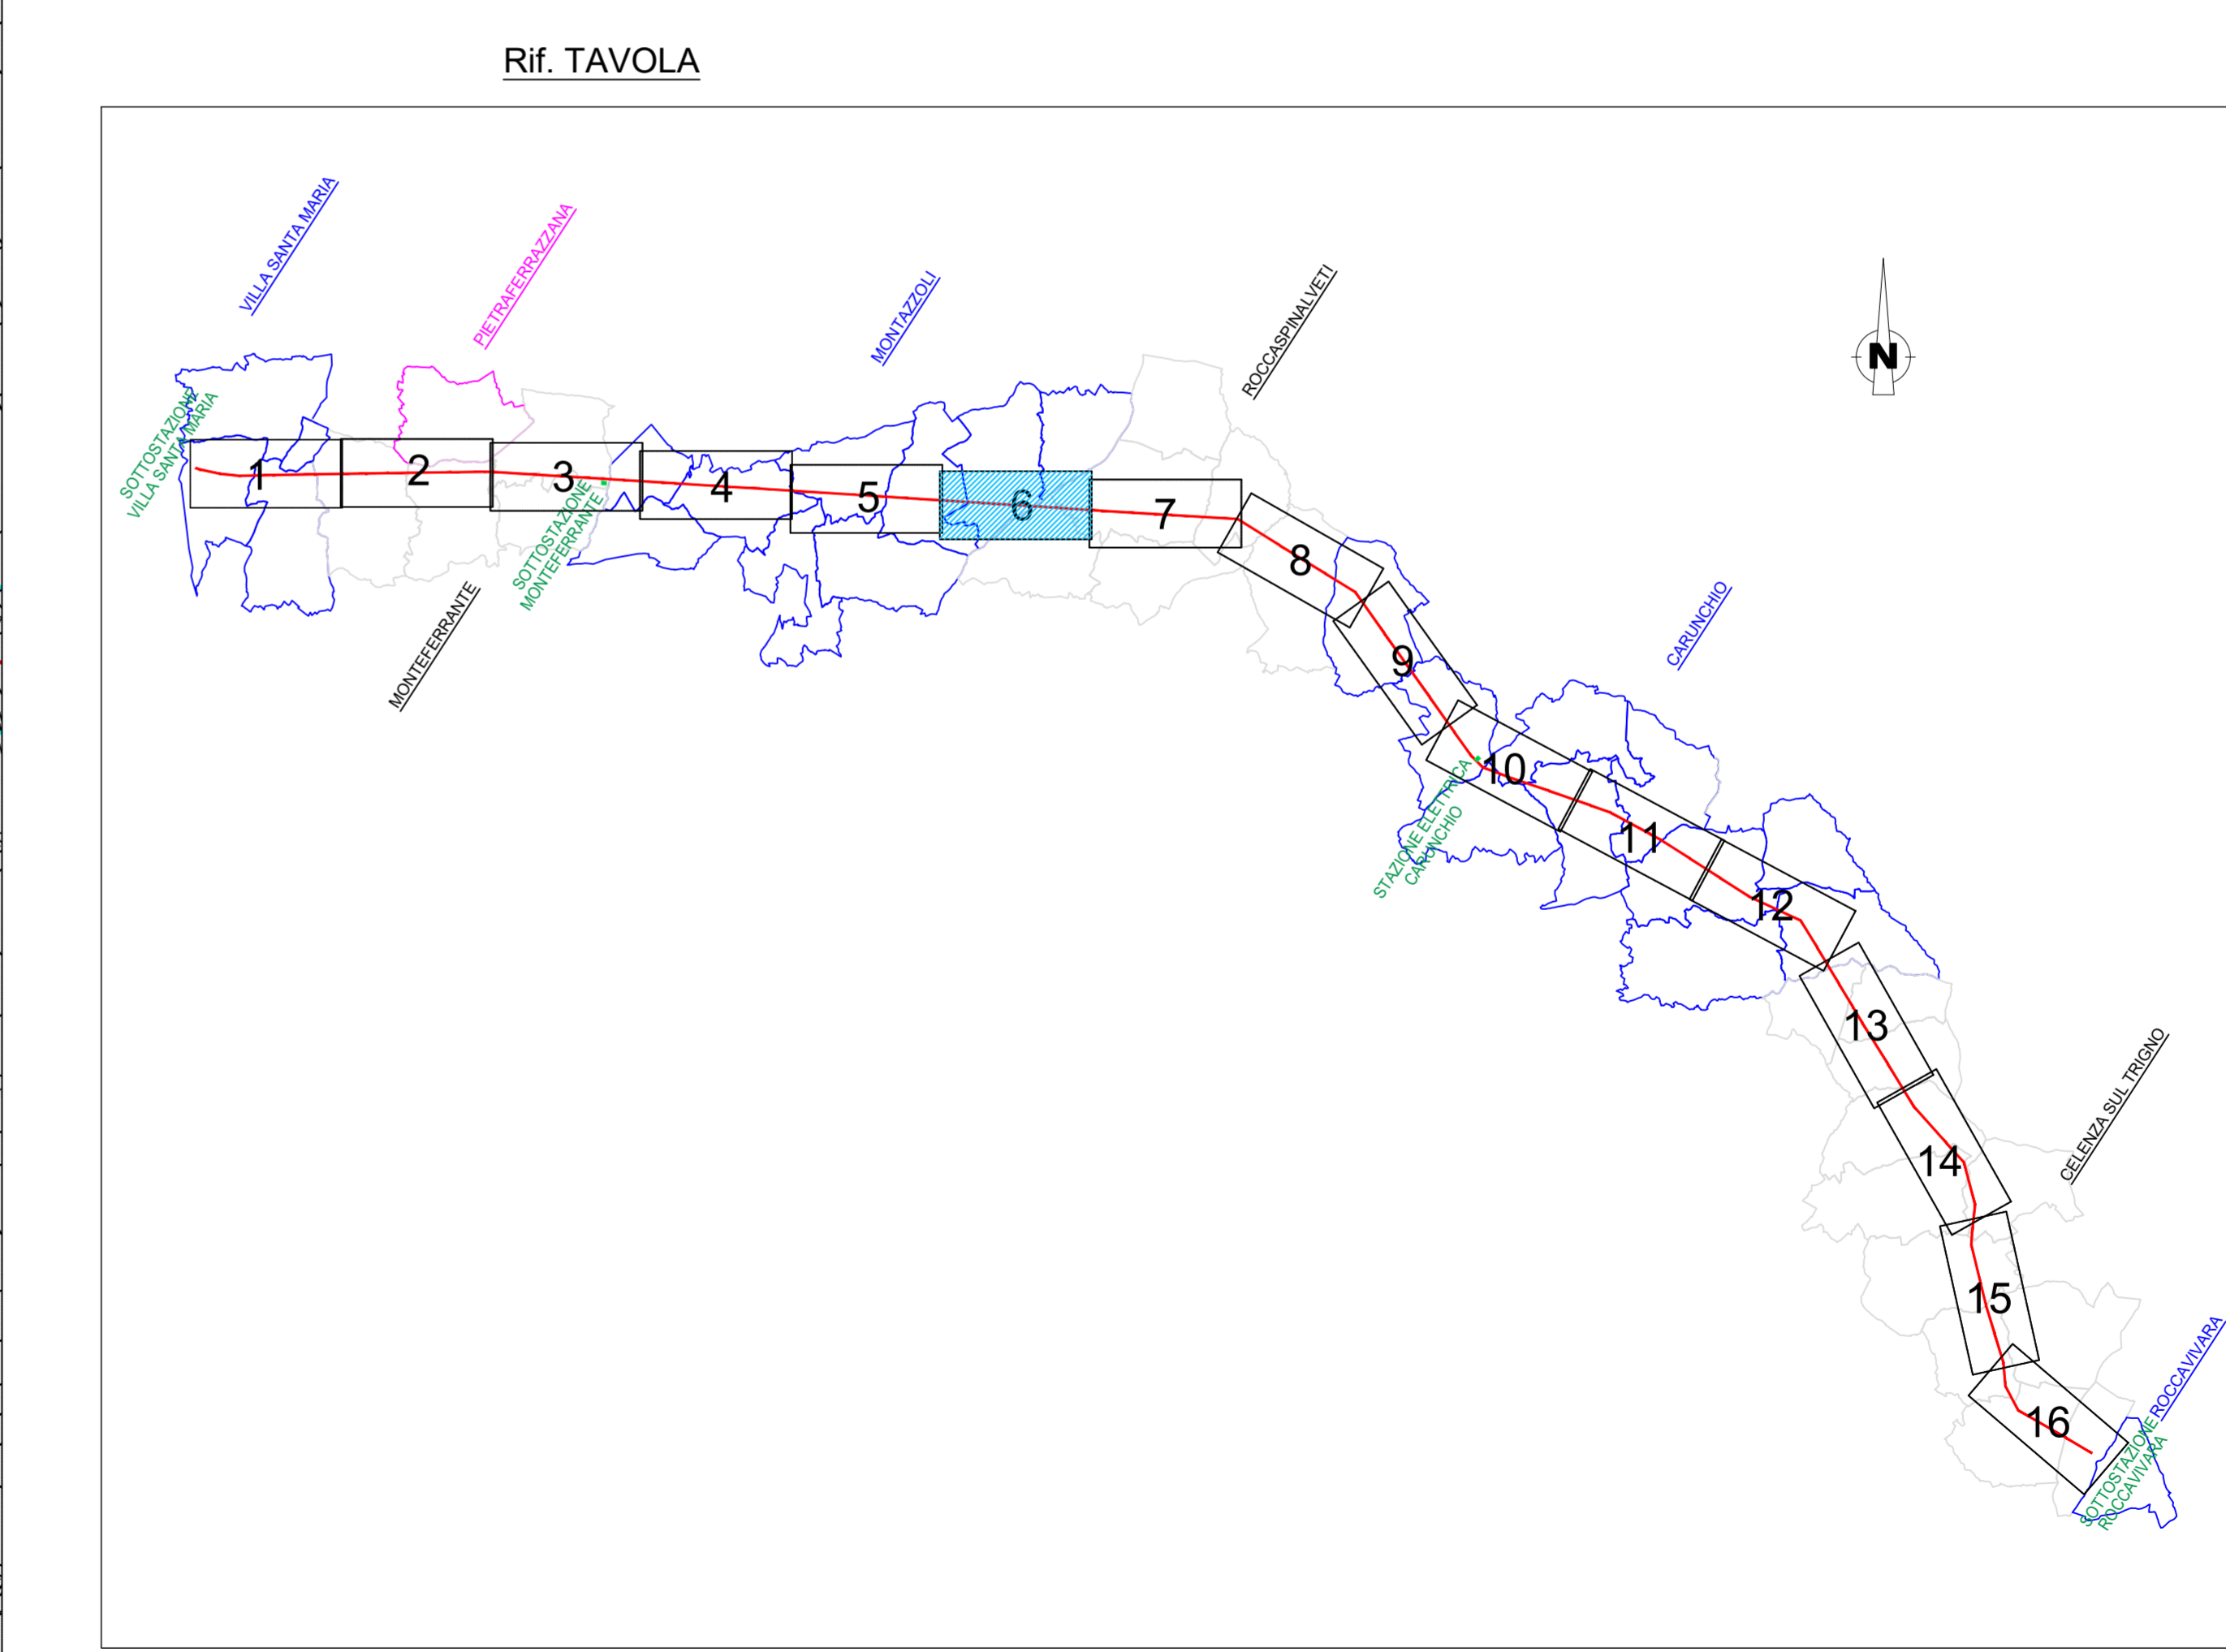 Rif. TAVOLA
VILLA SANTA MARIA
PIETRAFERRAZZANA
MONTAZZOLI
ROCCASPINALVETI
N
SOTTOSTAZIONE
VILLA SANTA MARIA
1
2
3
4
5
6
7
8
SOTTOSTAZIONE
MONTEFERRANTE
MONTEFERRANTE
9
CARUNCHIO
10
STAZIONE ELETTRICA
CARUNCHIO
11
12
13
CELENZA SUL TRIGNO
14
15
16
ROCCAVIVARA
SOTTOSTAZIONE
ROCCAVIVARA